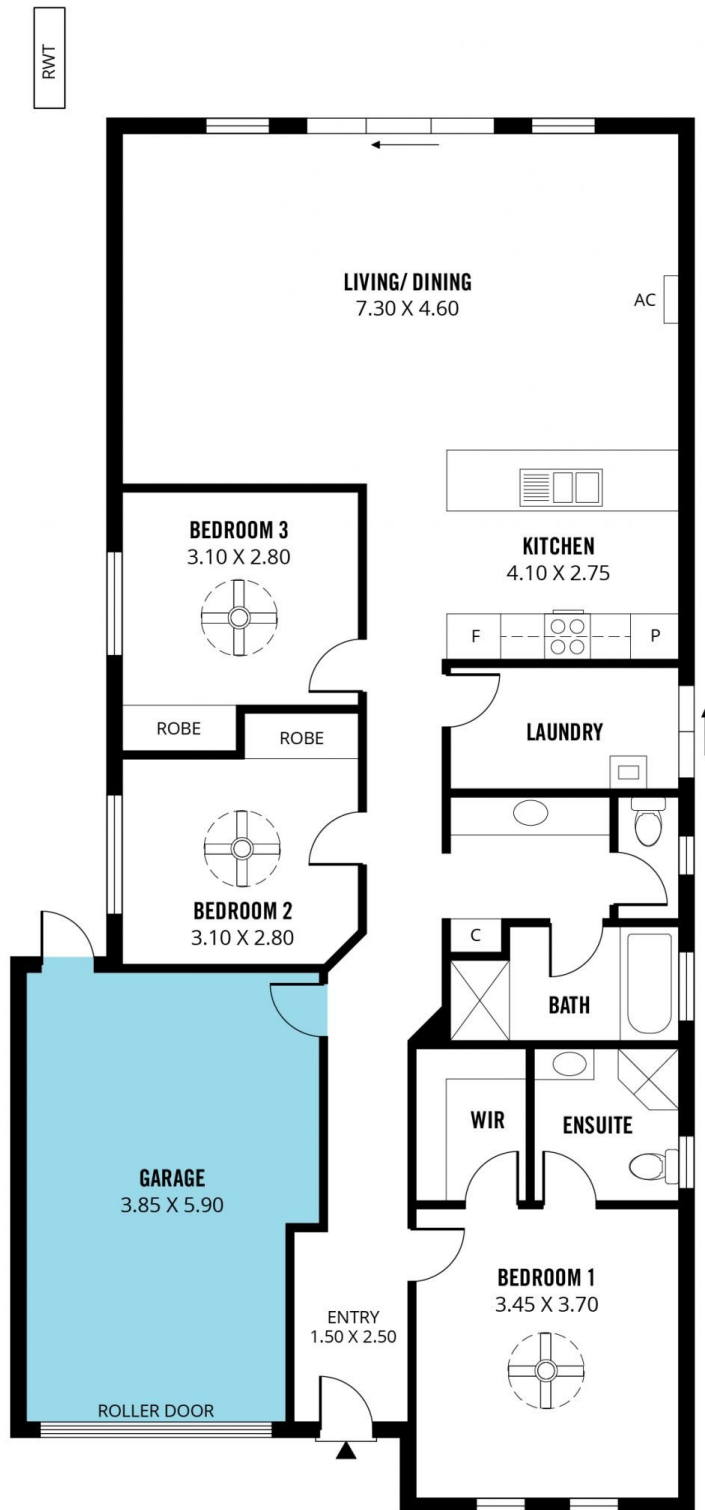 RWT
LIVING/ DINING
7.30 X 4.60
AC
BEDROOM 3
3.10 X 2.80
KITCHEN
4.10 X 2.75
F
P
ROBE
ROBE
LAUNDRY
BEDROOM 2
3.10 X 2.80
C
BATH
WIR
ENSUITE
GARAGE
3.85 X 5.90
BEDROOM 1
3.45 X 3.70
ENTRY
1.50 X 2.50
ROLLER DOOR